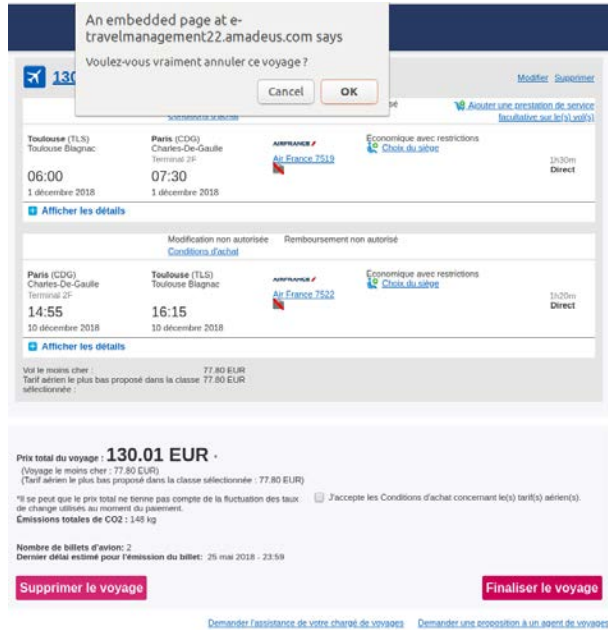 An embedded page at e-
travelmanagement22.amadeus.com says
Voulez-vous vraiment annuler ce voyage ?
Cancel OK
130
Modifier Supprimer
Ajouter une prestation de service
facultative sur le(s) vol(s)
Conditions d'achat
Toulouse (TLS) Paris (CDG) AIRFRANCE Économique avec restrictions
Toulouse Blagnac Charles-De-Gaulle Air France 7519 Choix du siège
Terminal 2F 1h30m
06:00 07:30 Direct
1 décembre 2018 1 décembre 2018
Afficher les détails
Modification non autorisée Remboursement non autorisé
Conditions d'achat
Paris (CDG) Toulouse (TLS) AIRFRANCE Économique avec restrictions
Charles-De-Gaulle Toulouse Blagnac Air France 7522 Choix du siège
Terminal 2F 1h20m
14:55 16:15 Direct
10 décembre 2018 10 décembre 2018
Afficher les détails
Vol le moins cher : 77.80 EUR
Tarif aérien le plus bas proposé dans la classe 77.80 EUR
sélectionnée :
Prix total du voyage : 130.01 EUR *
(Voyage le moins cher : 77.80 EUR)
(Tarif aérien le plus bas proposé dans la classe sélectionnée : 77.80 EUR)
*Il se peut que le prix total ne tienne pas compte de la fluctuation des taux J'accepte les Conditions d'achat concernant le(s) tarif(s) aérien(s).
de change utilisés au moment du paiement.
Émissions totales de CO2 : 148 kg
Nombre de billets d'avion: 2
Dernier délai estimé pour l'émission du billet: 25 mai 2018 - 23:59
Supprimer le voyage Finaliser le voyage
Demander l'assistance de votre chargé de voyages Demander une proposition à un agent de voyages